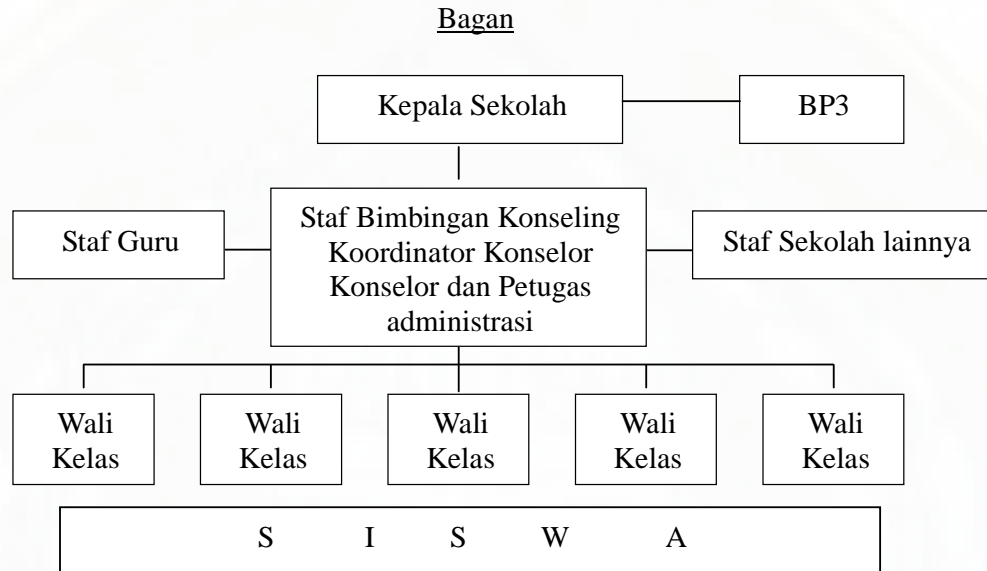 Bagan
Kepala Sekolah
BP3
Staf Guru
Staf Bimbingan Konseling
Koordinator Konselor
Konselor dan Petugas
administrasi
Staf Sekolah lainnya
Wali
Kelas
Wali
Kelas
Wali
Kelas
Wali
Kelas
Wali
Kelas
S I S W A